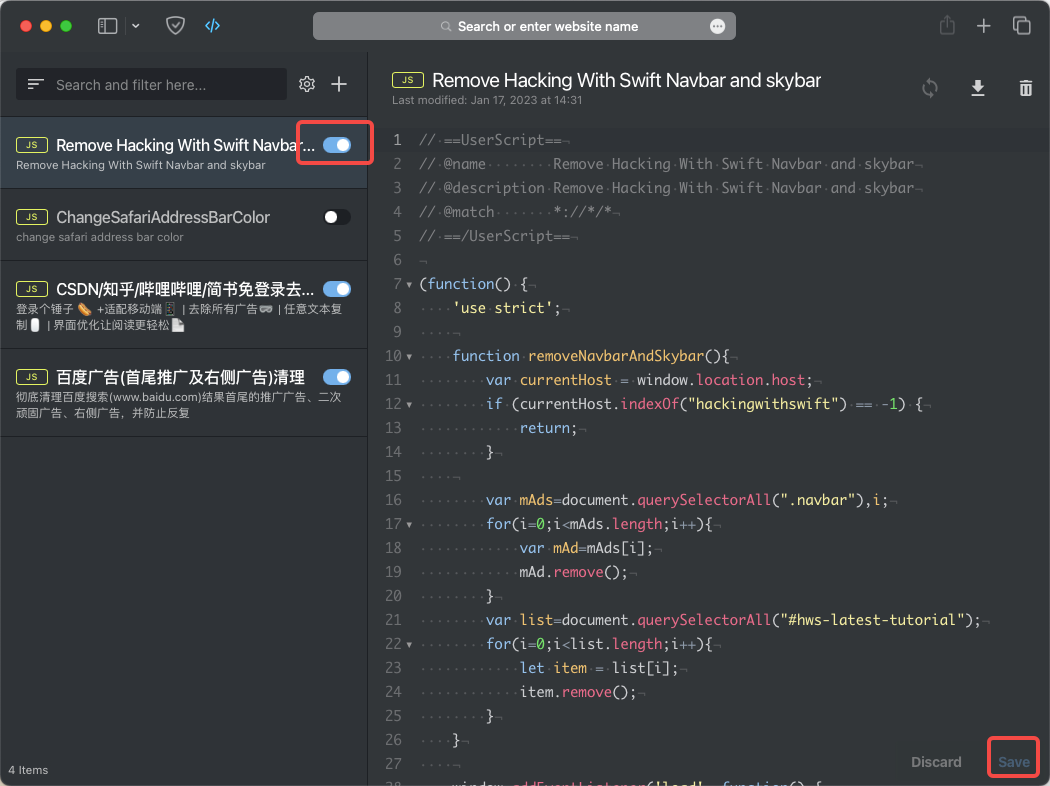 Search or enter website name
Search and filter here...
JS Remove Hacking With Swift Navbar...
Remove Hacking With Swift Navbar and skybar
JS ChangeSafariAddressBarColor
change safari address bar color
JS CSDN/知乎/哔哩哔哩/简书免登录去...
登录个锤子 🌭 +适配移动端📱 | 去除所有广告🕶 | 任意文本复
制🥛 | 界面优化让阅读更轻松📄
JS 百度广告(首尾推广及右侧广告)清理
彻底清理百度搜索(www.baidu.com)结果首尾的推广广告、二次
顽固广告、右侧广告，并防止反复
4 Items
JS Remove Hacking With Swift Navbar and skybar
Last modified: Jan 17, 2023 at 14:31
1 // ==UserScript==
2 // @name        Remove Hacking With Swift Navbar and skybar
3 // @description Remove Hacking With Swift Navbar and skybar
4 // @match       *://*/*
5 // ==/UserScript==
6
7 (function() {
8     'use strict';
9
10     function removeNavbarAndSkybar(){
11         var currentHost = window.location.host;
12         if (currentHost.indexOf("hackingwithswift") == -1) {
13             return;
14         }
15
16         var mAds=document.querySelectorAll(".navbar"),i;
17         for(i=0;i<mAds.length;i++){
18             var mAd=mAds[i];
19             mAd.remove();
20         }
21         var list=document.querySelectorAll("#hws-latest-tutorial");
22         for(i=0;i<list.length;i++){
23             let item = list[i];
24             item.remove();
25         }
26     }
27
28     window.addEventListener('load', function() {
Discard
Save